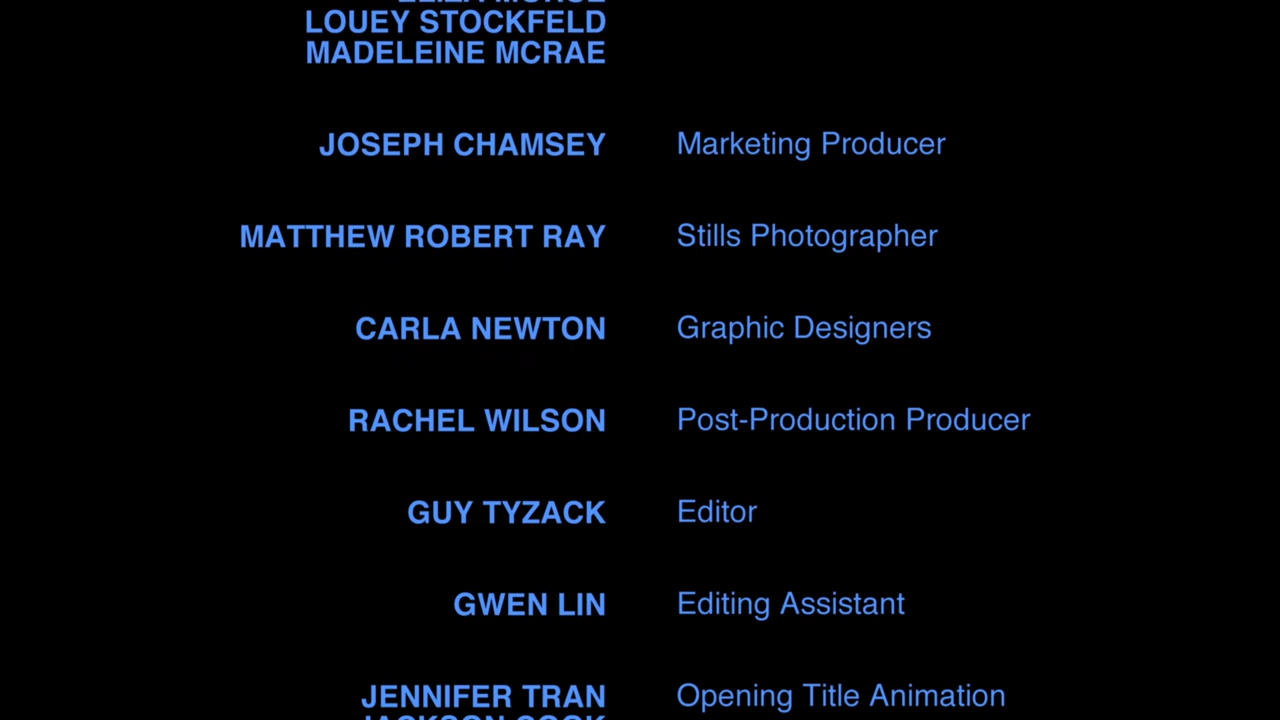 LOUEY STOCKFELD
MADELEINE MCRAE
JOSEPH CHAMSEY Marketing Producer
MATTHEW ROBERT RAY Stills Photographer
CARLA NEWTON Graphic Designers
RACHEL WILSON Post-Production Producer
GUY TYZACK Editor
GWEN LIN Editing Assistant
JENNIFER TRAN Opening Title Animation